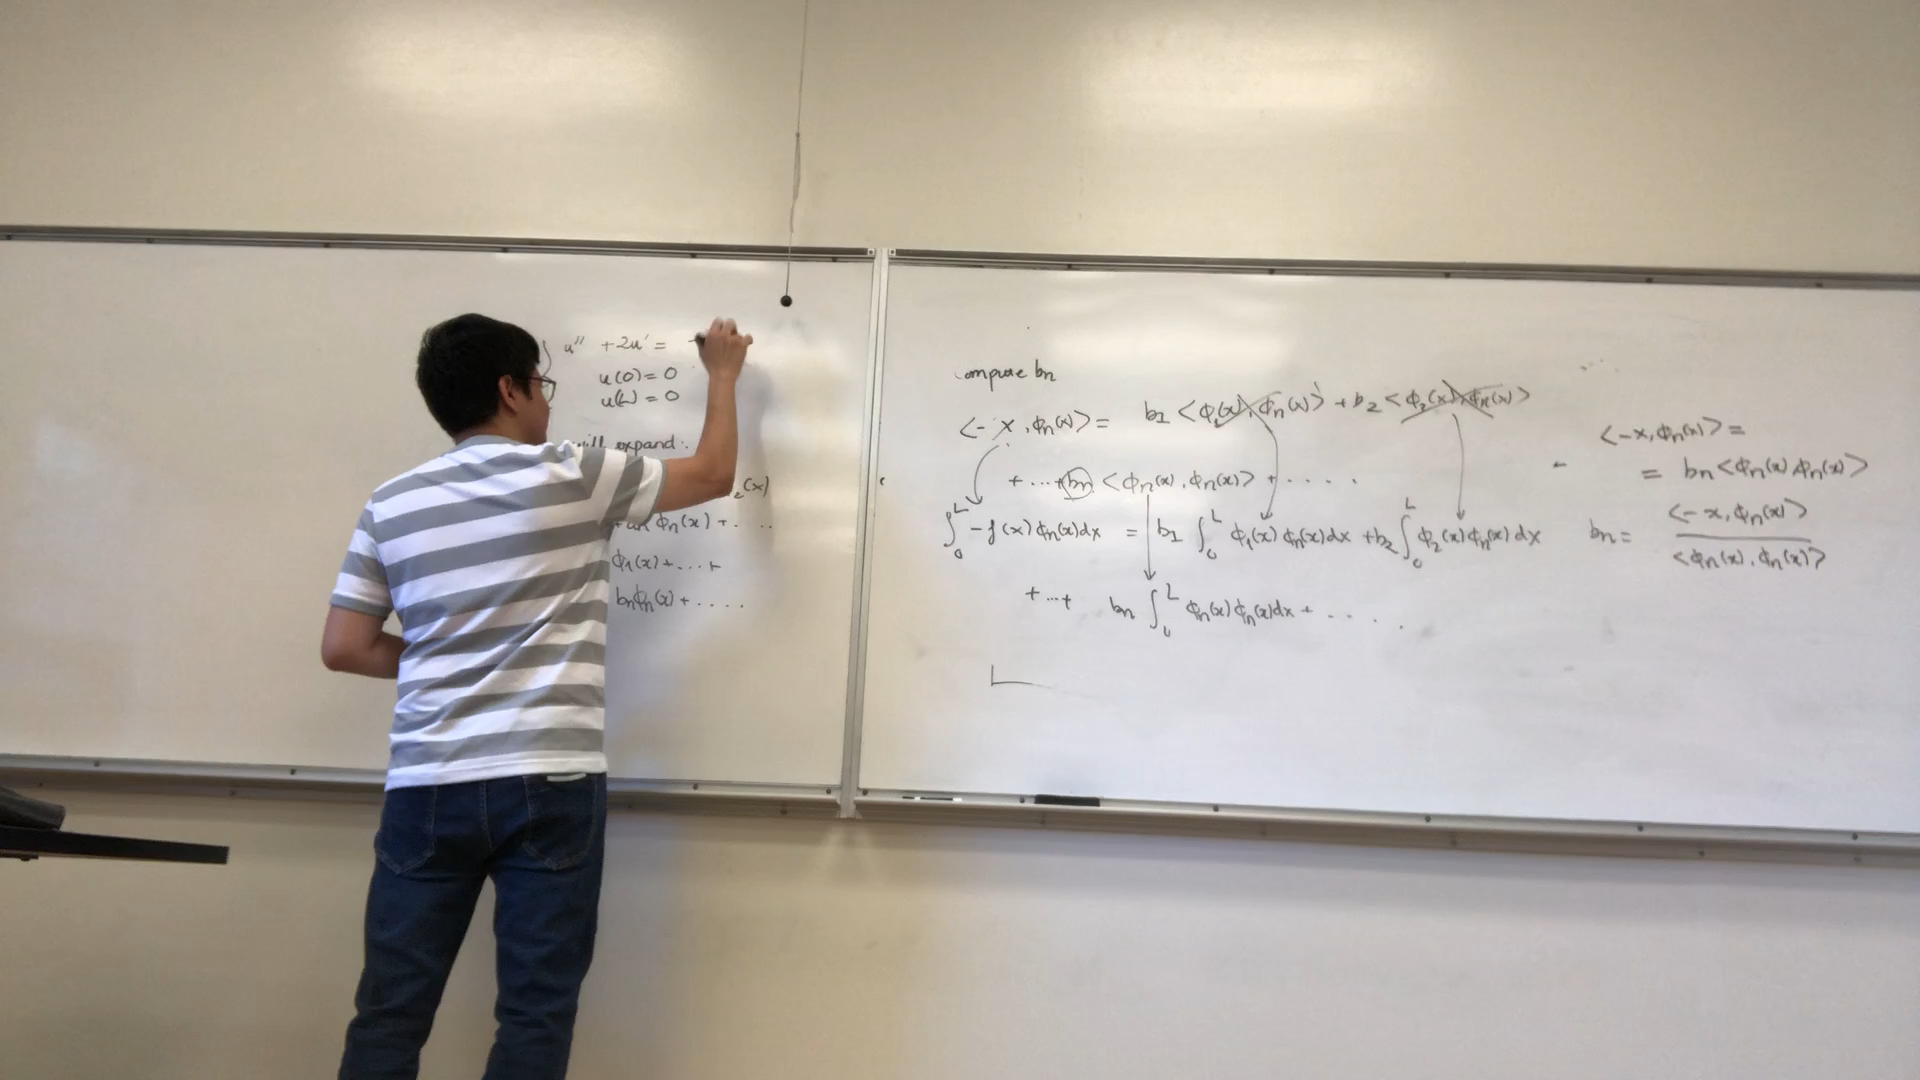 u'' + 2u' =
u(0) = 0
u(L) = 0
will expand:
₂(x)
+ an ϕn(x) + . . .
ϕ1(x) + ... +
bnϕn(x) + . . . .
ompute bn
<- x, ϕn(x)> = b1 <ϕ1(x), ϕn(x)> + b2 <ϕ2(x), ϕn(x)>
+ ... + bn <ϕn(x), ϕn(x)> + . . . .
∫₀ᴸ - f(x) ϕn(x)dx = b1 ∫₀ᴸ ϕ1(x) ϕn(x)dx + b2 ∫₀ᴸ ϕ2(x) ϕn(x) dx
+ ... + bn ∫₀ᴸ ϕn(x) ϕn(x)dx + . . . .
<-x, ϕn(x)> =
= bn <ϕn(x) ϕn(x)>
bn = <-x, ϕn(x)> / <ϕn(x), ϕn(x)>